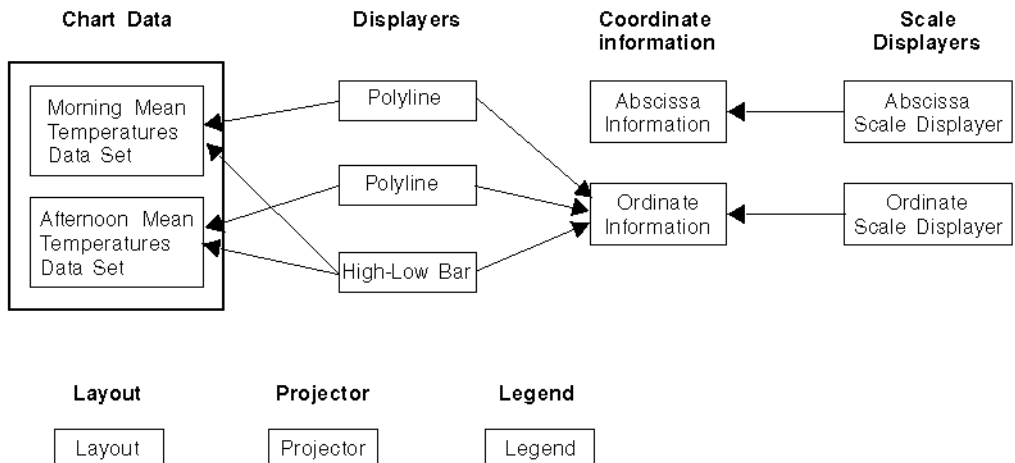 Chart Data
Displayers
Coordinate
information
Scale
Displayers
Morning Mean
Temperatures
Data Set
Afternoon Mean
Temperatures
Data Set
Polyline
Polyline
High-Low Bar
Abscissa
Information
Ordinate
Information
Abscissa
Scale Displayer
Ordinate
Scale Displayer
Layout
Projector
Legend
Layout
Projector
Legend